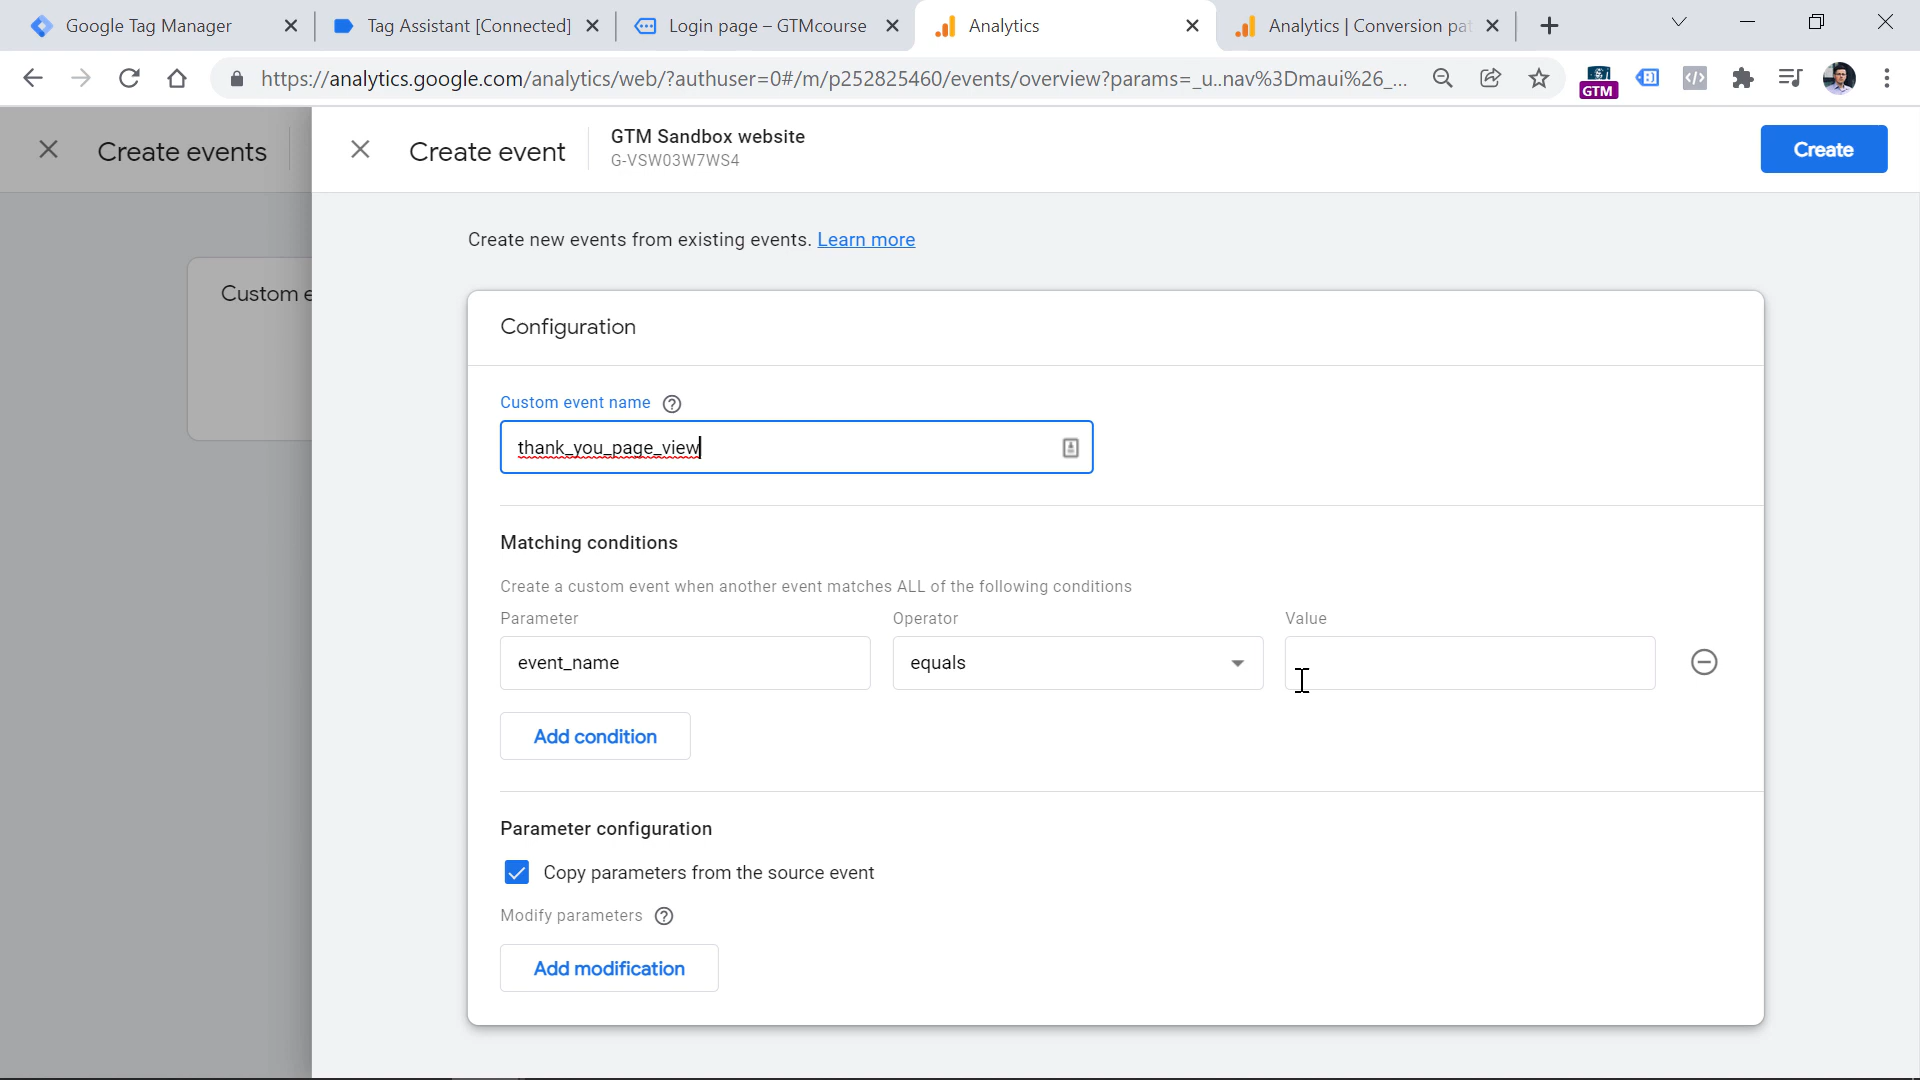 Google Tag Manager
Tag Assistant [Connected]
Login page – GTMcourse
Analytics
Analytics | Conversion pat
https://analytics.google.com/analytics/web/?authuser=0#/m/p252825460/events/overview?params=_u..nav%3Dmaui%26_...
GTM
Create events
Create event
GTM Sandbox website
G-VSW03W7WS4
Create
Create new events from existing events. Learn more
Custom e
Configuration
Custom event name
thank_you_page_view
Matching conditions
Create a custom event when another event matches ALL of the following conditions
Parameter Operator Value
event_name equals
Add condition
Parameter configuration
Copy parameters from the source event
Modify parameters
Add modification